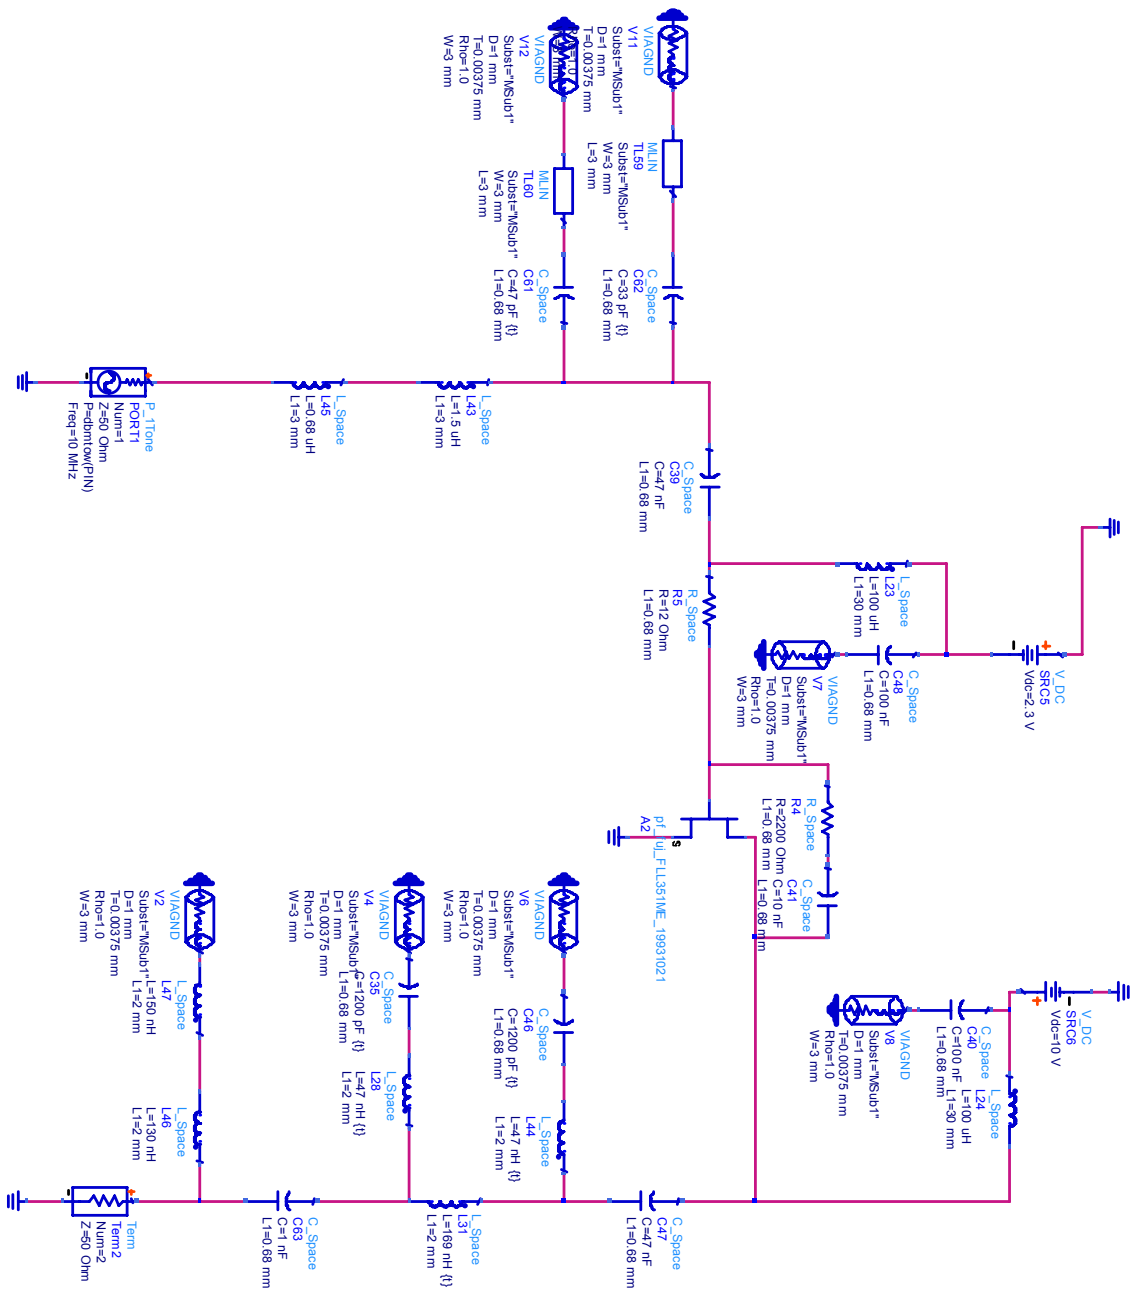 VIAGND
V11
Subst="MSub1"
D=1 mm
T=0.00375 mm
Rho=1.0
W=3 mm
VIAGND
V12
Subst="MSub1"
D=1 mm
T=0.00375 mm
Rho=1.0
W=3 mm
MLIN
TL59
Subst="MSub1"
W=3 mm
L=3 mm
MLIN
TL60
Subst="MSub1"
W=3 mm
L=3 mm
C_Space
C62
C=33 pF {t}
L1=0.68 mm
C_Space
C61
C=47 pF {t}
L1=0.68 mm
P_1Tone
PORT1
Num=1
Z=50 Ohm
P=dbmtow(PIN)
Freq=10 MHz
+
-
L_Space
L45
L=0.68 uH
L1=3 mm
L_Space
L43
L=1.5 uH
L1=3 mm
C_Space
C39
C=47 nF
L1=0.68 mm
R_Space
R5
R=12 Ohm
L1=0.68 mm
L_Space
L23
L=100 uH
L1=30 mm
C_Space
C48
C=100 nF
L1=0.68 mm
VIAGND
V7
Subst="MSub1"
D=1 mm
T=0.00375 mm
Rho=1.0
W=3 mm
V_DC
SRC5
Vdc=2.3 V
+
-
R_Space
R4
R=2200 Ohm
L1=0.68 mm
C_Space
C41
C=10 nF
L1=0.68 mm
A2
S
V_DC
SRC6
Vdc=10 V
-
+
C_Space
C40
C=100 nF
L1=0.68 mm
L_Space
L24
L=100 uH
L1=30 mm
VIAGND
V8
Subst="MSub1"
D=1 mm
T=0.00375 mm
Rho=1.0
W=3 mm
VIAGND
V6
Subst="MSub1"
D=1 mm
T=0.00375 mm
Rho=1.0
W=3 mm
C_Space
C46
C=1200 pF {t}
L1=0.68 mm
L_Space
L44
L=47 nH {t}
L1=2 mm
VIAGND
V4
Subst="MSub1"
D=1 mm
T=0.00375 mm
Rho=1.0
W=3 mm
C_Space
C35
C=1200 pF {t}
L1=0.68 mm
L_Space
L28
L=47 nH {t}
L1=2 mm
VIAGND
V2
Subst="MSub1"
D=1 mm
T=0.00375 mm
Rho=1.0
W=3 mm
L_Space
L47
L=150 nH
L1=2 mm
L_Space
L46
L=130 nH
L1=2 mm
C_Space
C47
C=47 nF
L1=0.68 mm
L_Space
L31
L=169 nH {t}
L1=2 mm
C_Space
C63
C=1 nF
L1=0.68 mm
Term
Term2
Num=2
Z=50 Ohm
+
-